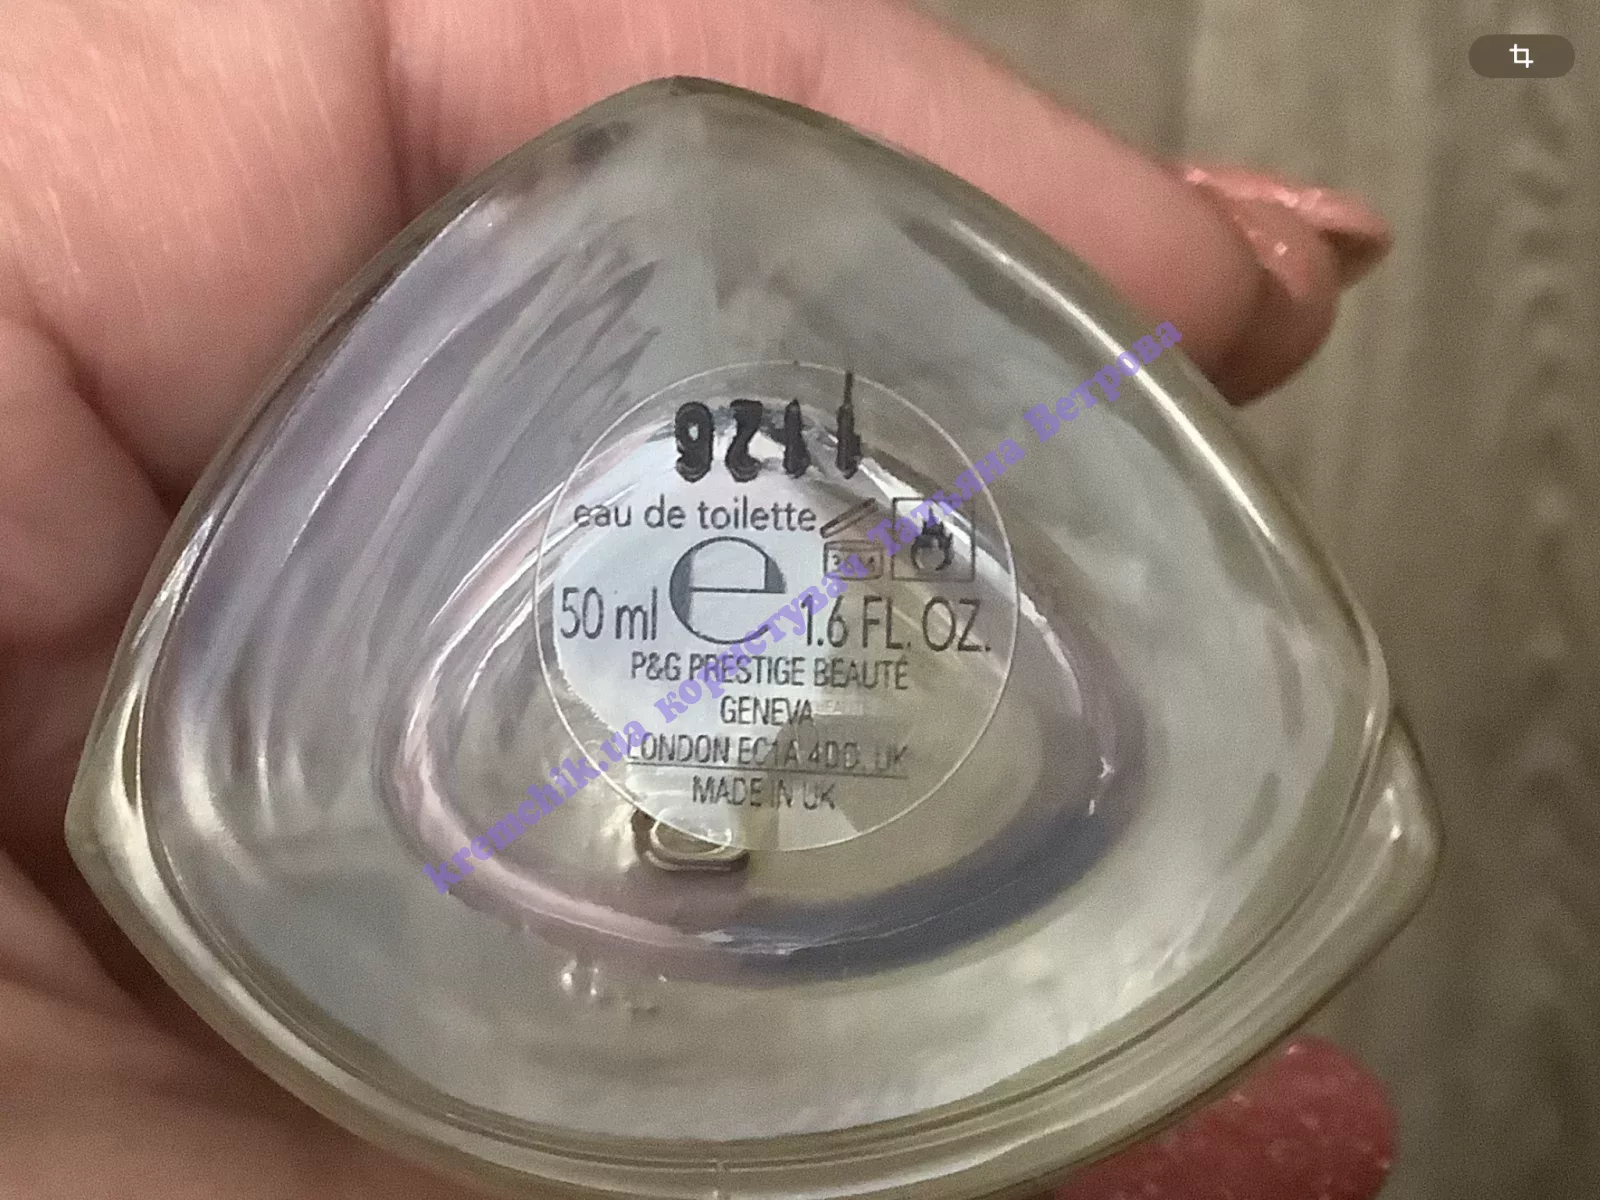 1126
eau de toilette
50 ml e 1.6 FL. OZ.
P&G PRESTIGE BEAUTÉ
GENEVA
LONDON EC1A 4DD, UK
MADE IN UK
kremchik.ua користувач Татьяна Ветрова